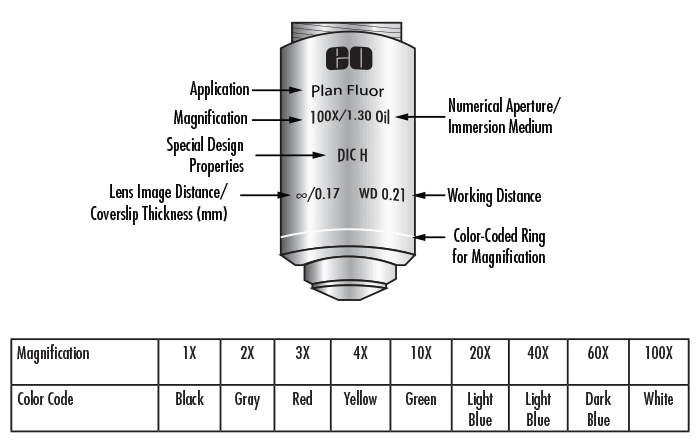 eo
Application
Plan Fluor
Magnification
100X/1.30 Oil
Numerical Aperture/
Immersion Medium
Special Design
Properties
DIC H
Lens Image Distance/
Coverslip Thickness (mm)
∞/0.17 WD 0.21
Working Distance
Color-Coded Ring
for Magnification
Magnification 1X 2X 3X 4X 10X 20X 40X 60X 100X
Color Code Black Gray Red Yellow Green Light Blue Light Blue Dark Blue White